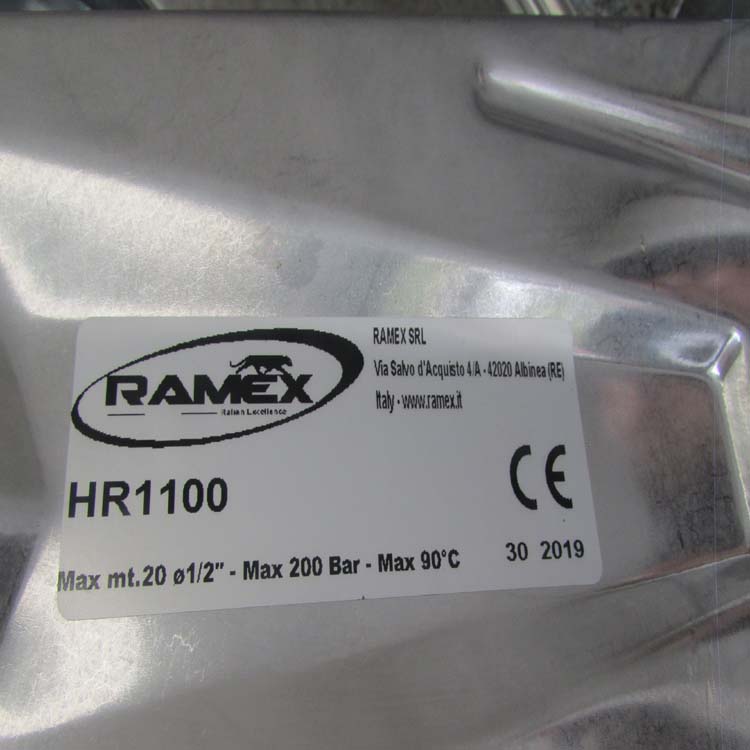 RAMEX
Italian Excellence
RAMEX SRL
Via Salvo d'Acquisto 4/A - 42020 Albinea (RE)
Italy - www.ramex.it
HR1100
CE
Max mt.20 ø1/2" - Max 200 Bar - Max 90°C
30 2019